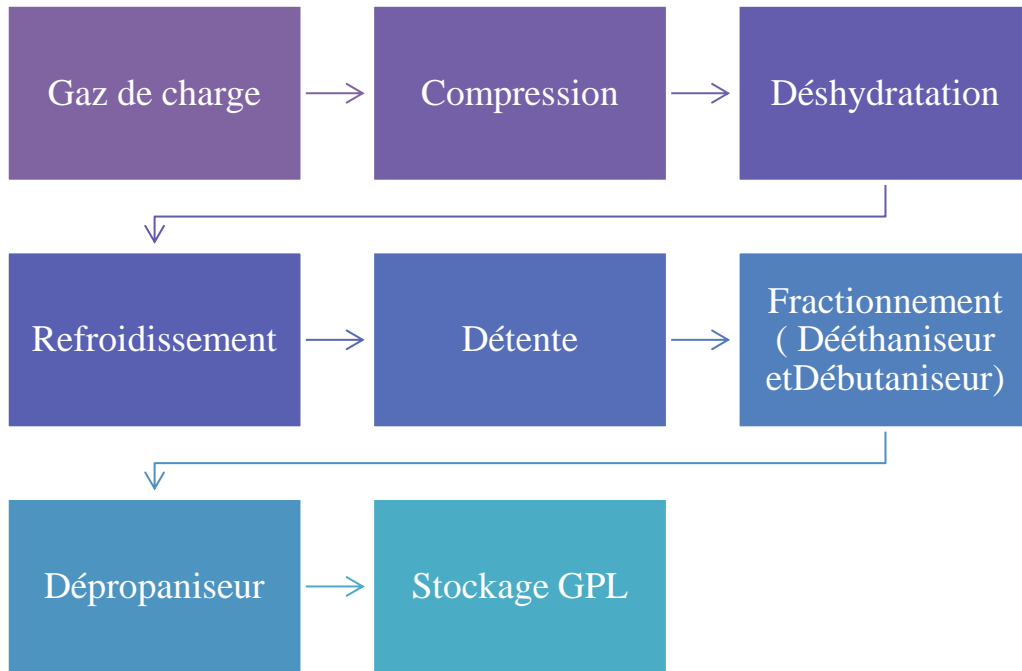 Gaz de charge
Compression
Déshydratation
Refroidissement
Détente
Fractionnement
( Dééthaniseur
etDébutaniseur)
Dépropaniseur
Stockage GPL